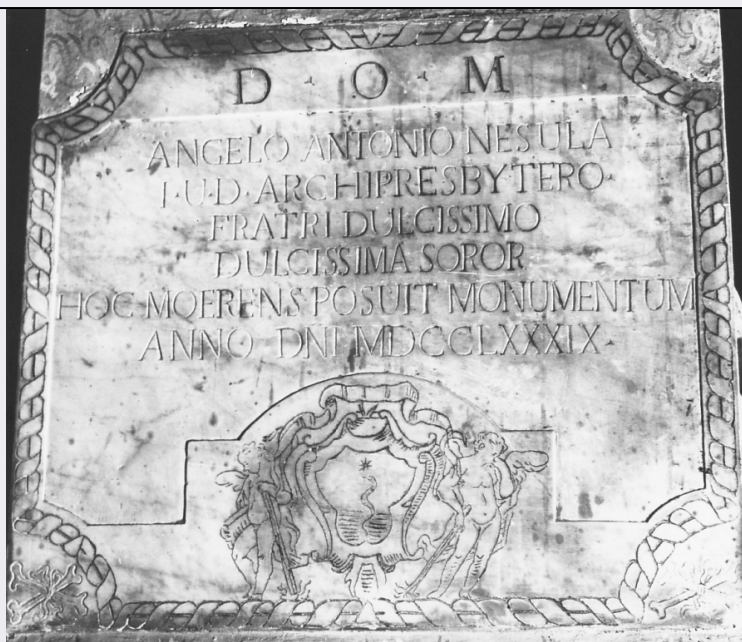 D · O · M
ANGELO ANTONIO NESULA
I·U·D·ARCHIPRESBYTERO·
FRATRI DULCISSIMO
DULCISSIMA SOROR
HOC MOERENS POSUIT MONUMENTUM
ANNO DNI MDCCLXXXIX·